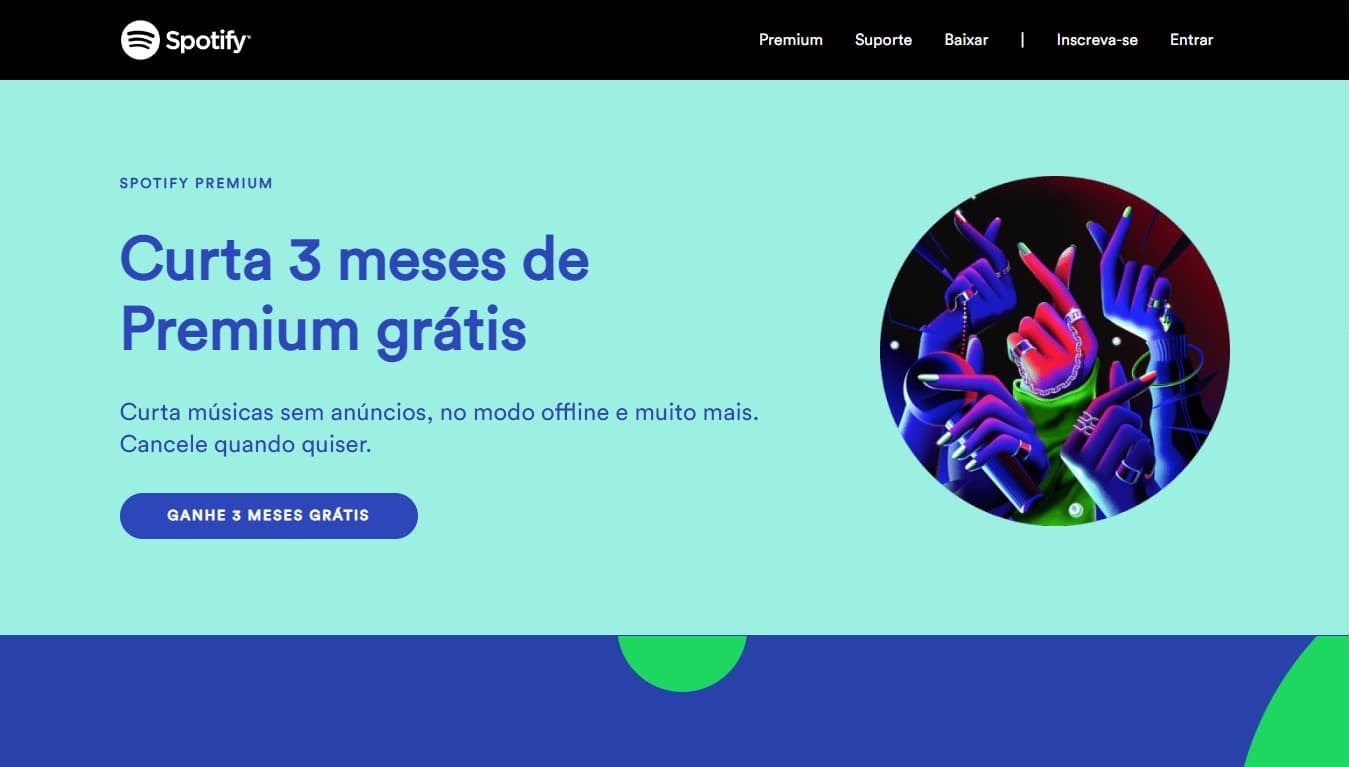 Spotify
Premium Suporte Baixar | Inscreva-se Entrar
SPOTIFY PREMIUM
Curta 3 meses de
Premium grátis
Curta músicas sem anúncios, no modo offline e muito mais.
Cancele quando quiser.
GANHE 3 MESES GRÁTIS